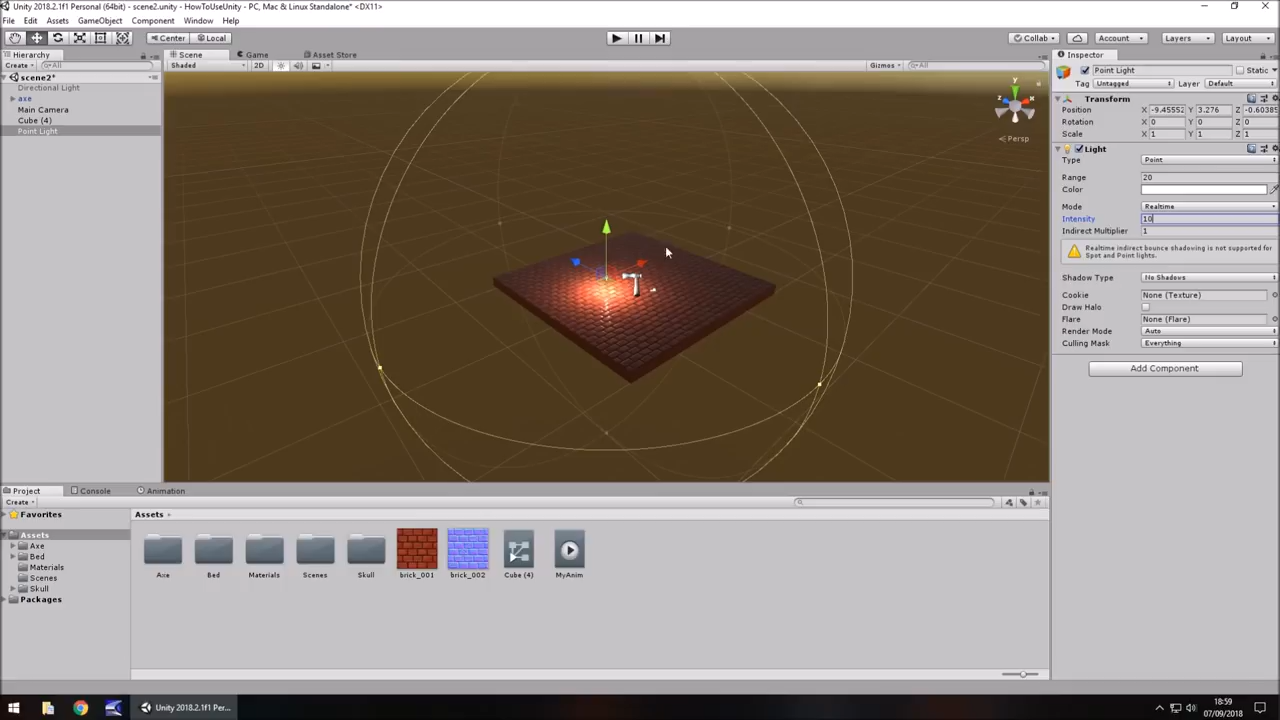 Unity 2018.2.1f1 Personal (64bit) - scene2.unity - HowToUseUnity - PC, Mac & Linux Standalone* <DX11>
File Edit Assets GameObject Component Window Help
Center Local Collab Account Layers Layout
Hierarchy Scene Game Asset Store Inspector
Create All Shaded 2D Gizmos All Point Light Static
scene2*
Directional Light
axe
Main Camera
Cube (4)
Point Light
y
x
z
Persp
Tag Untagged Layer Default
Transform
Position X -9.45552 Y 3.276 Z -0.60385
Rotation X 0 Y 0 Z 0
Scale X 1 Y 1 Z 1
Light
Type Point
Range 20
Color
Mode Realtime
Intensity 10
Indirect Multiplier 1
Realtime indirect bounce shadowing is not supported for
Spot and Point lights.
Shadow Type No Shadows
Cookie None (Texture)
Draw Halo
Flare None (Flare)
Render Mode Auto
Culling Mask Everything
Add Component
Project Console Animation
Create
Favorites
Assets
Axe
Bed
Materials
Scenes
Skull
Packages
Assets
Axe Bed Materials Scenes Skull brick_001 brick_002 Cube (4) MyAnim
Unity 2018.2.1f1 Per...
18:59
07/09/2018